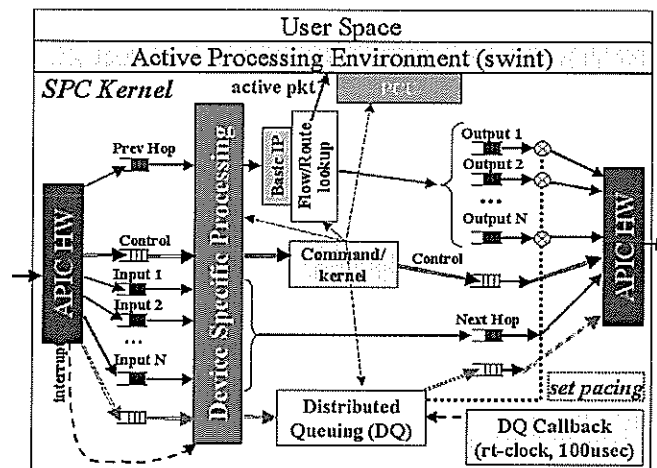 User Space
Active Processing Environment (swint)
SPC Kernel
active pkt?
PCU
Prev Hop
Basic IP
Flow/Route
lookup
Output 1
Output 2
...
Output N
APIC HW
Device Specific Processing
Control
Command/
kernel
Control
APIC HW
Input 1
Input 2
...
Input N
Next Hop
Interrupt
Distributed
Queuing (DQ)
set pacing
DQ Callback
(rt-clock, 100usec)